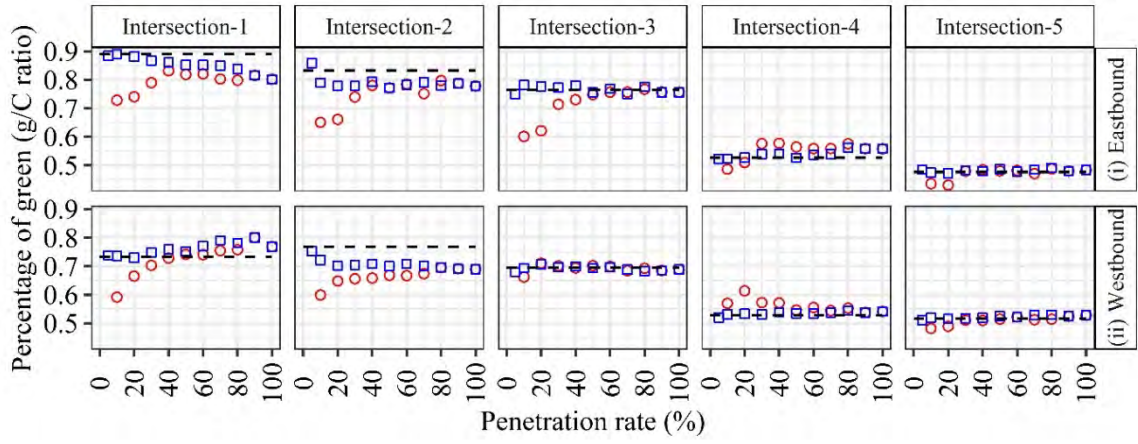 Intersection-1 Intersection-2 Intersection-3 Intersection-4 Intersection-5
Percentage of green (g/C ratio)
0.9
0.8
0.7
0.6
0.5
(i) Eastbound
0.9
0.8
0.7
0.6
0.5
(ii) Westbound
0 20 40 60 80 100 0 20 40 60 80 100 0 20 40 60 80 100 0 20 40 60 80 100 0 20 40 60 80 100
Penetration rate (%)